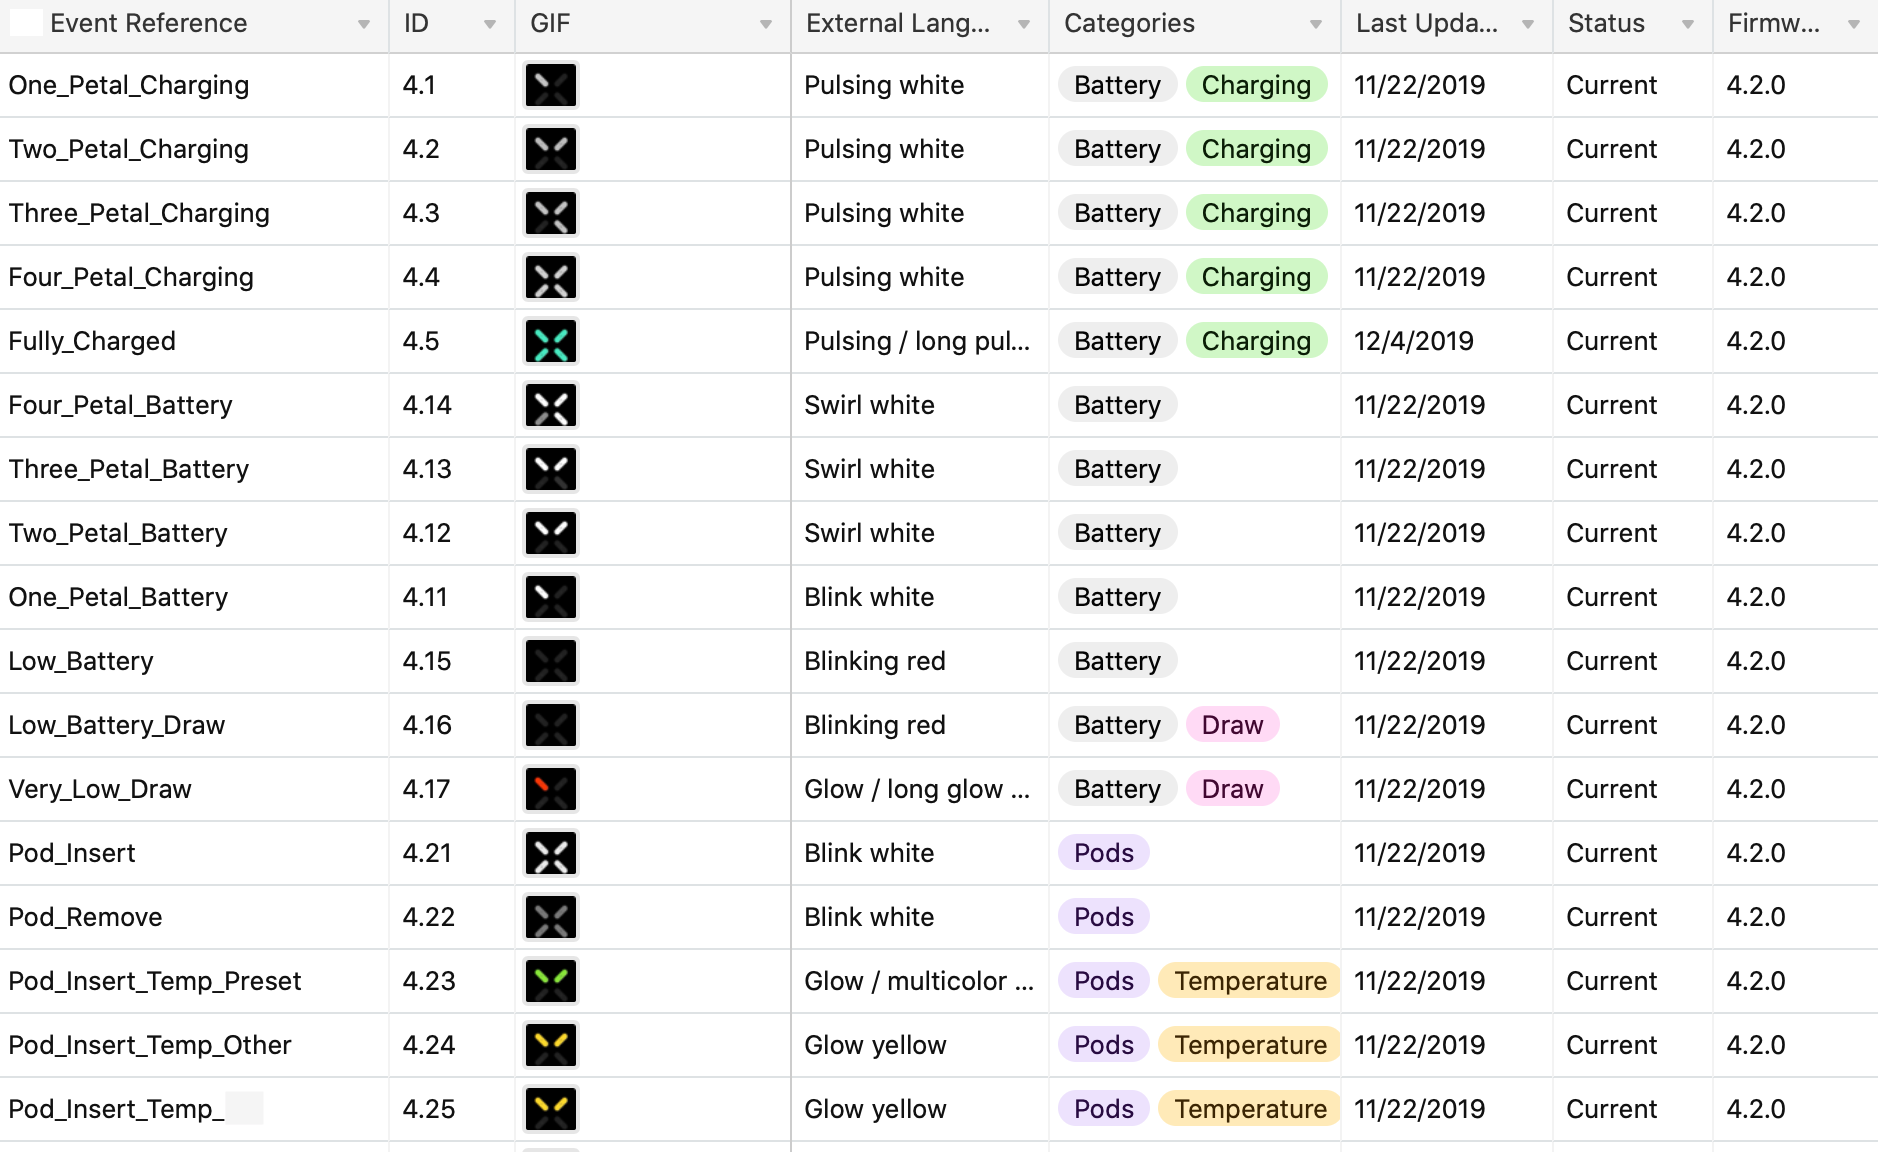 Event Reference ID GIF External Lang... Categories Last Upda... Status Firmw...
One_Petal_Charging 4.1 Pulsing white Battery Charging 11/22/2019 Current 4.2.0
Two_Petal_Charging 4.2 Pulsing white Battery Charging 11/22/2019 Current 4.2.0
Three_Petal_Charging 4.3 Pulsing white Battery Charging 11/22/2019 Current 4.2.0
Four_Petal_Charging 4.4 Pulsing white Battery Charging 11/22/2019 Current 4.2.0
Fully_Charged 4.5 Pulsing / long pul... Battery Charging 12/4/2019 Current 4.2.0
Four_Petal_Battery 4.14 Swirl white Battery 11/22/2019 Current 4.2.0
Three_Petal_Battery 4.13 Swirl white Battery 11/22/2019 Current 4.2.0
Two_Petal_Battery 4.12 Swirl white Battery 11/22/2019 Current 4.2.0
One_Petal_Battery 4.11 Blink white Battery 11/22/2019 Current 4.2.0
Low_Battery 4.15 Blinking red Battery 11/22/2019 Current 4.2.0
Low_Battery_Draw 4.16 Blinking red Battery Draw 11/22/2019 Current 4.2.0
Very_Low_Draw 4.17 Glow / long glow ... Battery Draw 11/22/2019 Current 4.2.0
Pod_Insert 4.21 Blink white Pods 11/22/2019 Current 4.2.0
Pod_Remove 4.22 Blink white Pods 11/22/2019 Current 4.2.0
Pod_Insert_Temp_Preset 4.23 Glow / multicolor ... Pods Temperature 11/22/2019 Current 4.2.0
Pod_Insert_Temp_Other 4.24 Glow yellow Pods Temperature 11/22/2019 Current 4.2.0
Pod_Insert_Temp_ 4.25 Glow yellow Pods Temperature 11/22/2019 Current 4.2.0